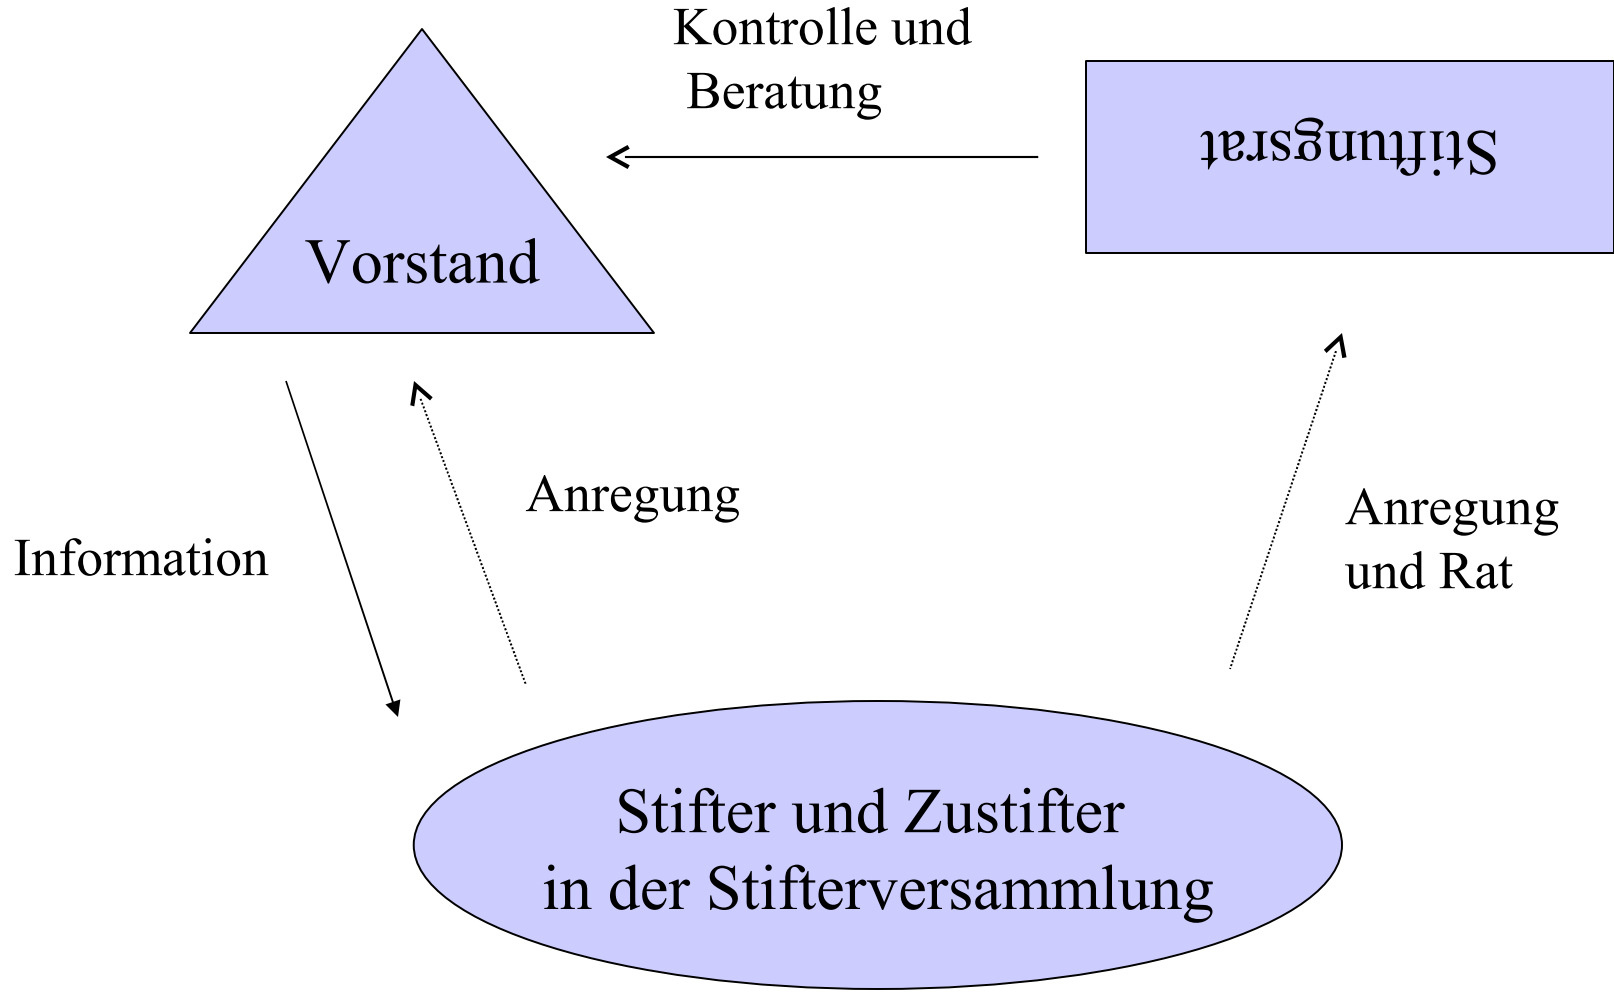 Kontrolle und
Beratung
Stiftungsrat
Vorstand
Anregung
Anregung
und Rat
Information
Stifter und Zustifter
in der Stifterversammlung